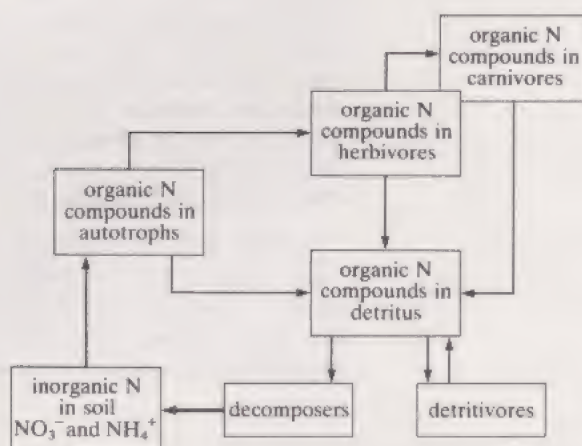 organic N
compounds in
carnivores
organic N
compounds in
herbivores
organic N
compounds in
autotrophs
organic N
compounds in
detritus
inorganic N
in soil
NO₃⁻ and NH₄⁺
decomposers
detritivores